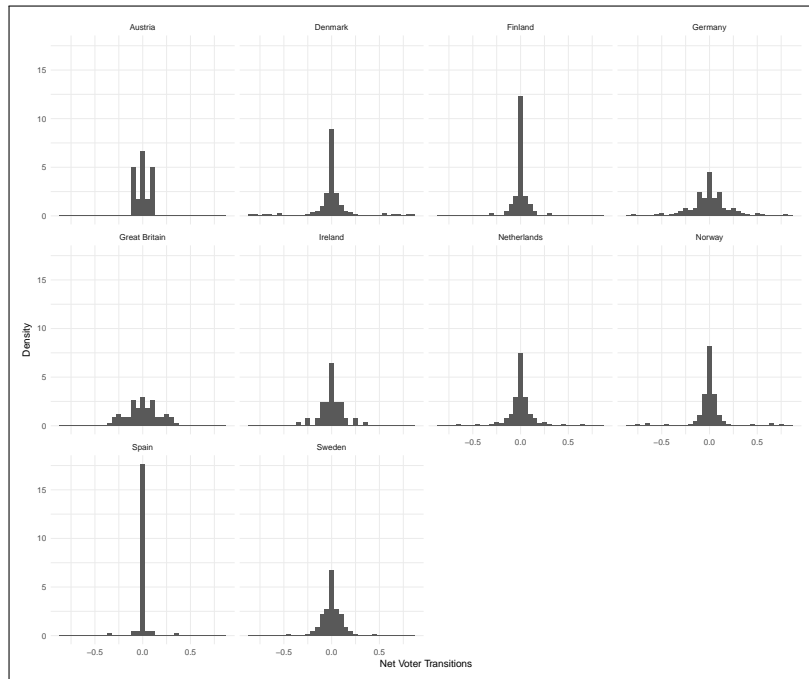 Austria Denmark Finland Germany
15
10
5
0
Great Britain Ireland Netherlands Norway
15
10
5
0
−0.5 0.0 0.5 −0.5 0.0 0.5
Spain Sweden
15
10
5
0
−0.5 0.0 0.5 −0.5 0.0 0.5
Density
Net Voter Transitions